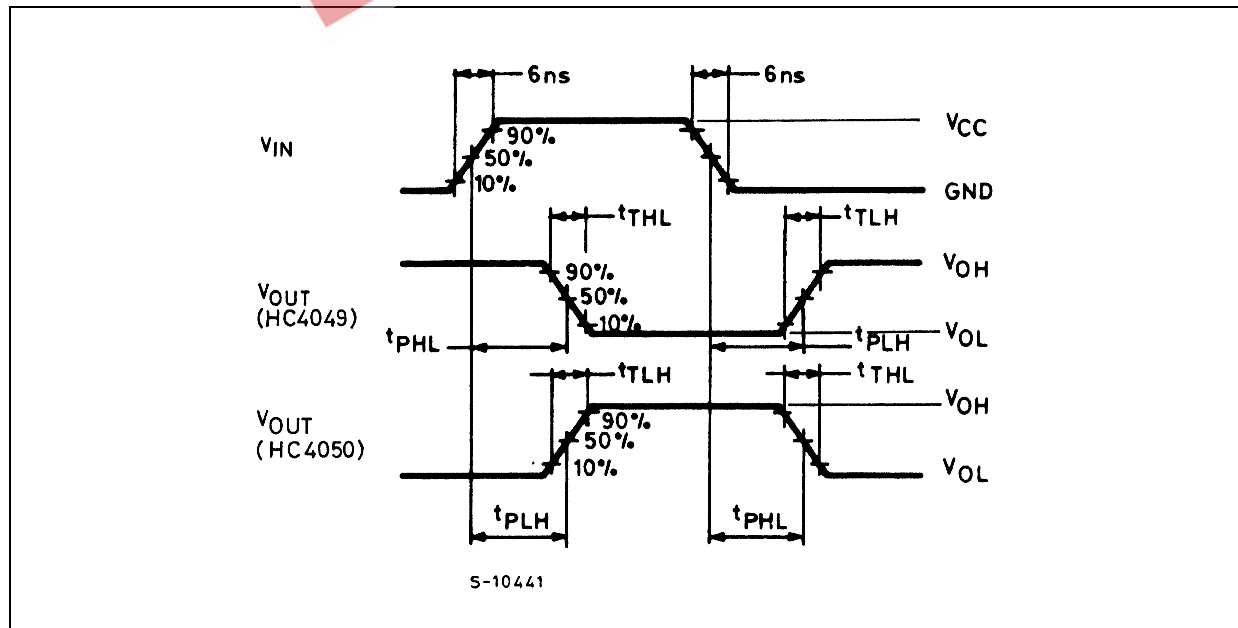 6ns 6ns
VIN 90% VCC
50%
10% GND
tTHL tTLH
VOUT 90% VOH
(HC4049) 50%
10%
tPHL tPLH VOL
tTLH tTHL
VOUT 90% VOH
(HC4050) 50%
10% VOL
tPLH tPHL
S-10441